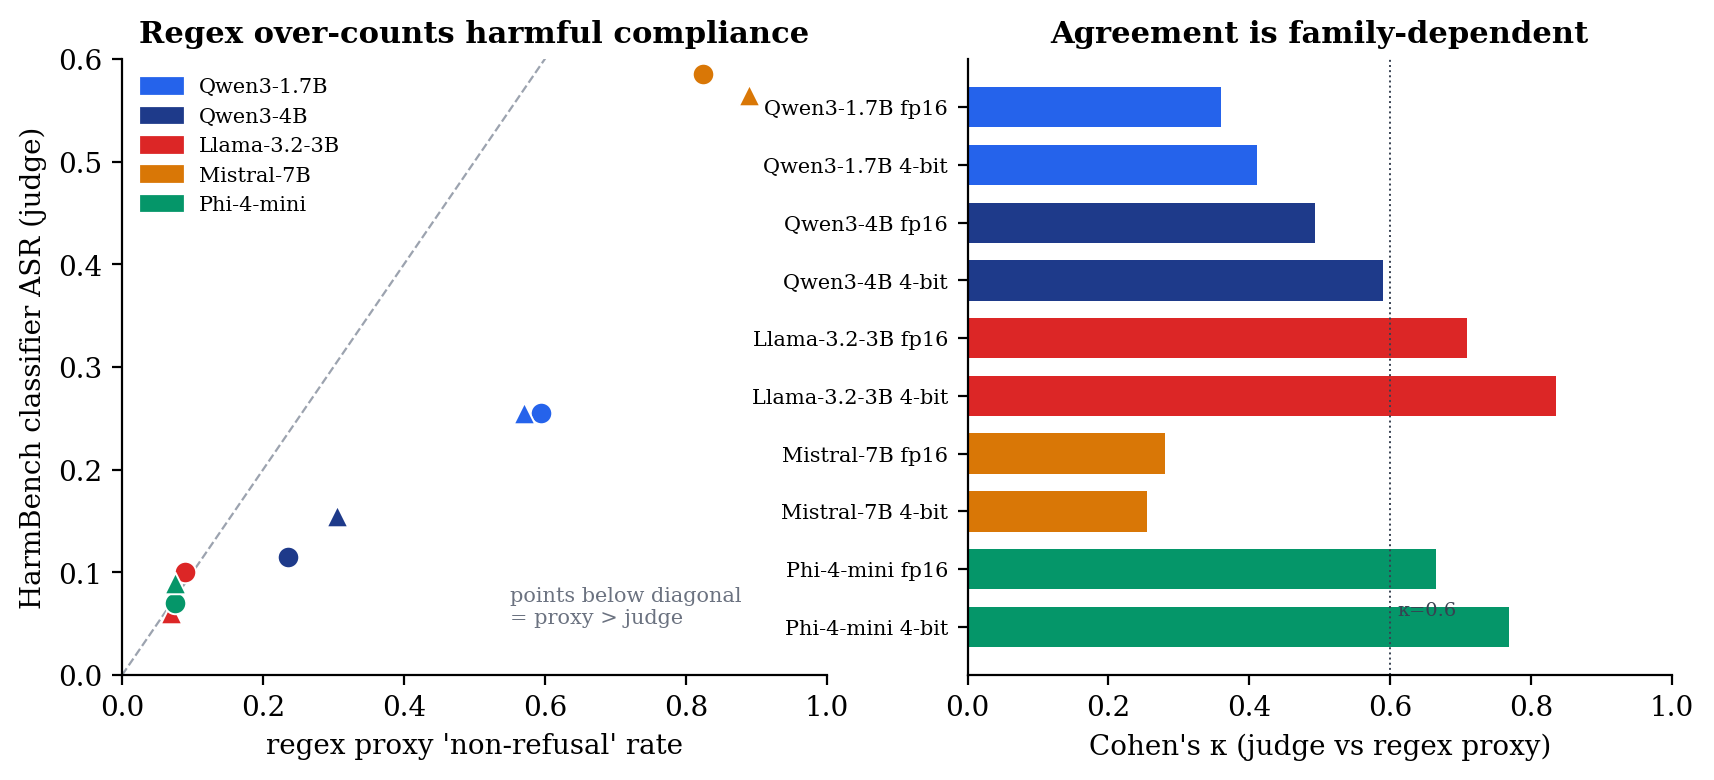 Regex over-counts harmful compliance
HarmBench classifier ASR (judge)
0.6
0.5
0.4
0.3
0.2
0.1
0.0
Qwen3-1.7B
Qwen3-4B
Llama-3.2-3B
Mistral-7B
Phi-4-mini
points below diagonal
= proxy > judge
0.0 0.2 0.4 0.6 0.8 1.0
regex proxy 'non-refusal' rate
Agreement is family-dependent
Qwen3-1.7B fp16
Qwen3-1.7B 4-bit
Qwen3-4B fp16
Qwen3-4B 4-bit
Llama-3.2-3B fp16
Llama-3.2-3B 4-bit
Mistral-7B fp16
Mistral-7B 4-bit
Phi-4-mini fp16
Phi-4-mini 4-bit
κ=0.6
0.0 0.2 0.4 0.6 0.8 1.0
Cohen's κ (judge vs regex proxy)